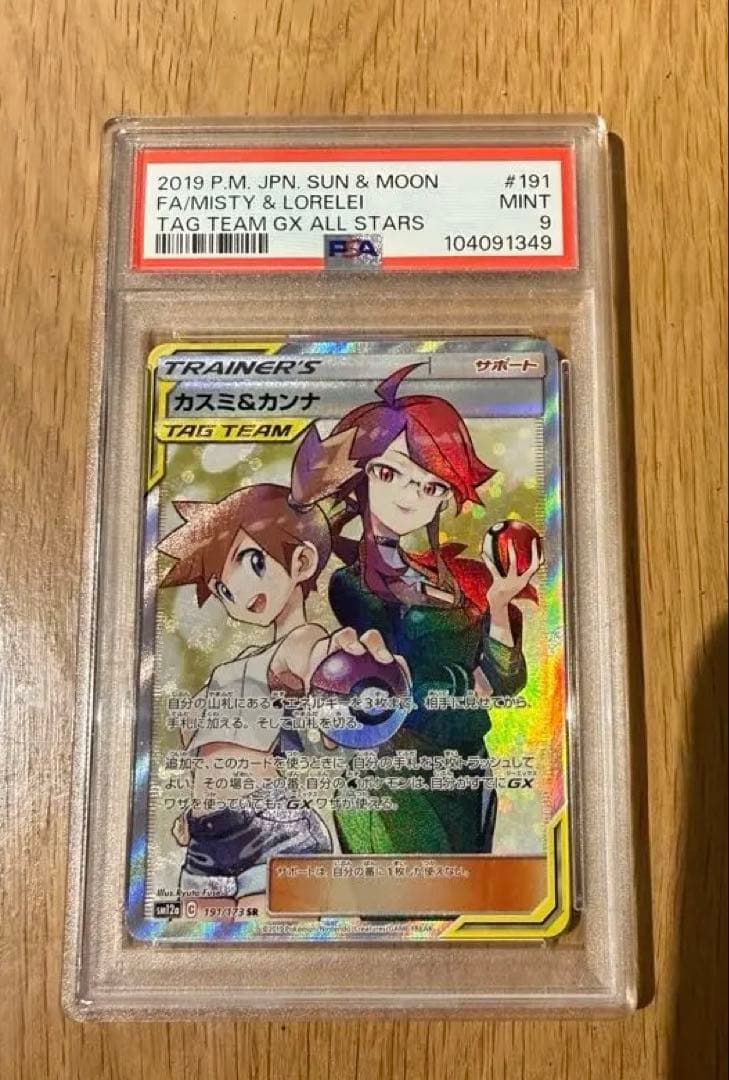 2019 P.M. JPN. SUN & MOON #191
FA/MISTY & LORELEI MINT
TAG TEAM GX ALL STARS 9
PSA 104091349
TRAINER'S サポート
カスミ&カンナ
TAG TEAM
自分の山札にあるエネルギーを3枚まで、相手に見せてから、
手札に加える。そして山札を切る。
追加で、このカードを使うときに、自分の手札を5枚トラッシュして
よい。その場合、この番、自分のポケモンは、自分がすでにGX
ワザを使っていても、GXワザが使える。
サポートは、自分の番に1枚しか使えない。
Illus. Ryuta Fuse
sm12a C 191/173 SR
©2019 Pokémon/Nintendo/Creatures/GAME FREAK